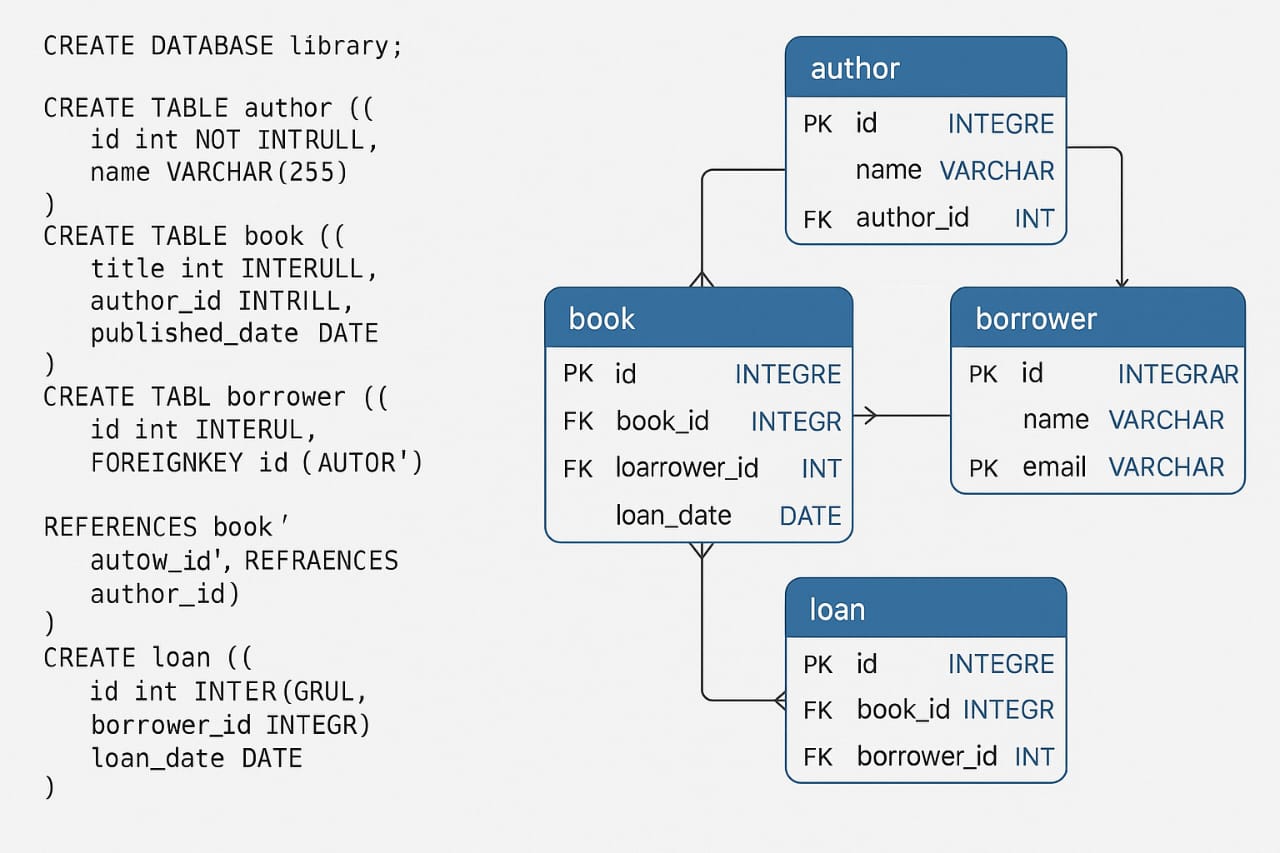 CREATE DATABASE library;
CREATE TABLE author ((
id int NOT INTRULL,
name VARCHAR(255)
)
CREATE TABLE book ((
title int INTERULL,
author_id INTRILL,
published_date DATE
)
CREATE TABL borrower ((
id int INTERUL,
FOREIGNKEY id (AUTOR')
REFERENCES book '
autow_id', REFRAENCES
author_id)
)
CREATE loan ((
id int INTER(GRUL,
borrower_id INTEGR)
loan_date DATE
)
author
PK id INTEGRE
name VARCHAR
FK author_id INT
book
PK id INTEGRE
FK book_id INTEGR
FK loarrower_id INT
loan_date DATE
borrower
PK id INTEGRAR
name VARCHAR
PK email VARCHAR
loan
PK id INTEGRE
FK book_id INTEGR
FK borrower_id INT